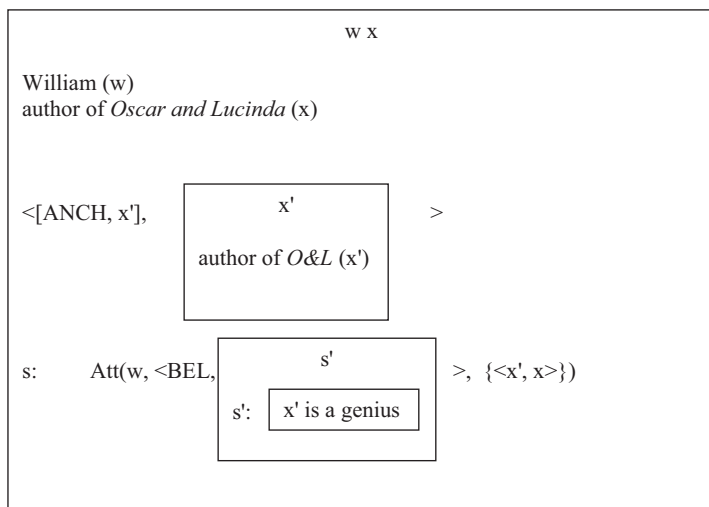 w x
William (w)
author of Oscar and Lucinda (x)
<[ANCH, x'], x' >
author of O&L (x')
s: Att(w, <BEL, s' >, {<x', x>})
s': x' is a genius